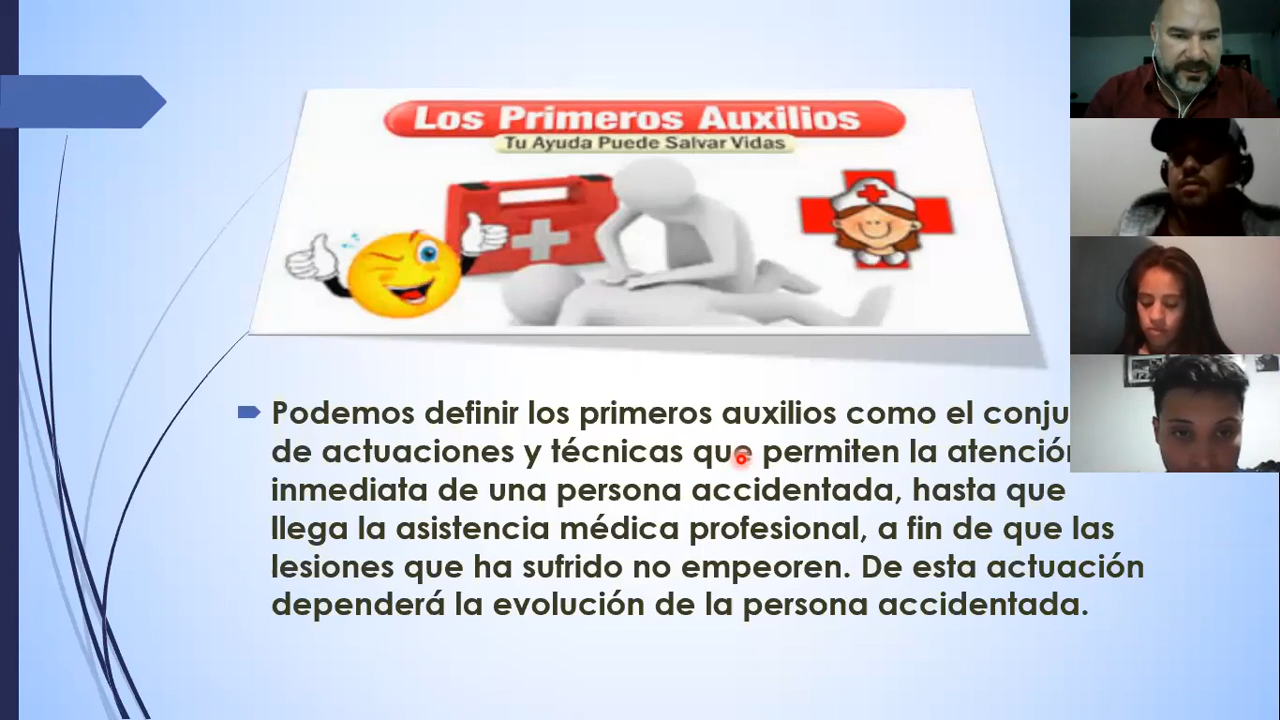 Los Primeros Auxilios
Tu Ayuda Puede Salvar Vidas
Podemos definir los primeros auxilios como el
de actuaciones y técnicas que permiten la atención
inmediata de una persona accidentada, hasta que
llega la asistencia médica profesional, a fin de que las
lesiones que ha sufrido no empeoren. De esta actuación
dependerá la evolución de la persona accidentada.